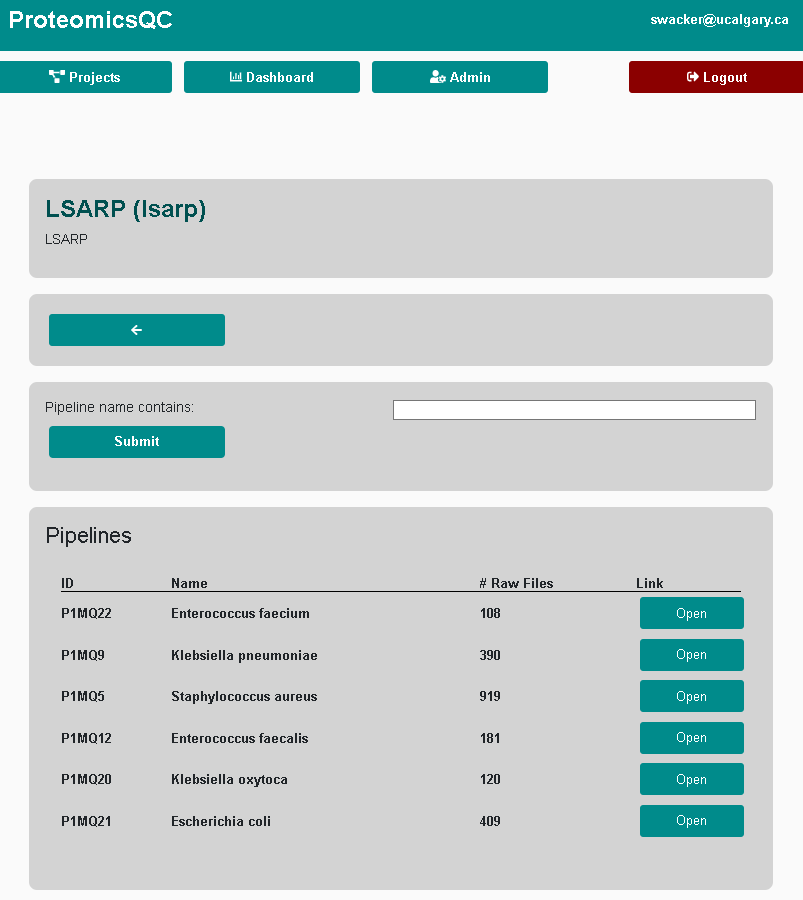 ProteomicsQC swacker@ucalgary.ca
Projects Dashboard Admin Logout
LSARP (lsarp)
LSARP
Pipeline name contains:
Submit
Pipelines
ID Name # Raw Files Link
P1MQ22 Enterococcus faecium 108 Open
P1MQ9 Klebsiella pneumoniae 390 Open
P1MQ5 Staphylococcus aureus 919 Open
P1MQ12 Enterococcus faecalis 181 Open
P1MQ20 Klebsiella oxytoca 120 Open
P1MQ21 Escherichia coli 409 Open